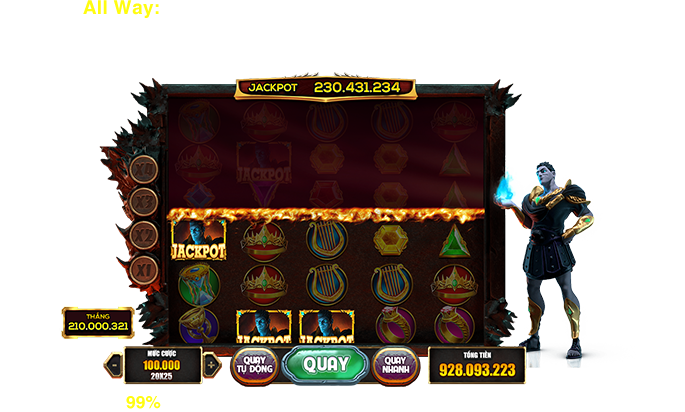 All Way:
JACKPOT 230.431.234
JACKPOT
X4
X3
X2
JACKPOT
X1
THẮNG
210.000.321
JACKPOT
JACKPOT
MỨC CƯỢC
100.000
20X25
-
+
QUAY
TỰ ĐỘNG
QUAY
QUAY
NHANH
TỔNG TIỀN
928.093.223
99%